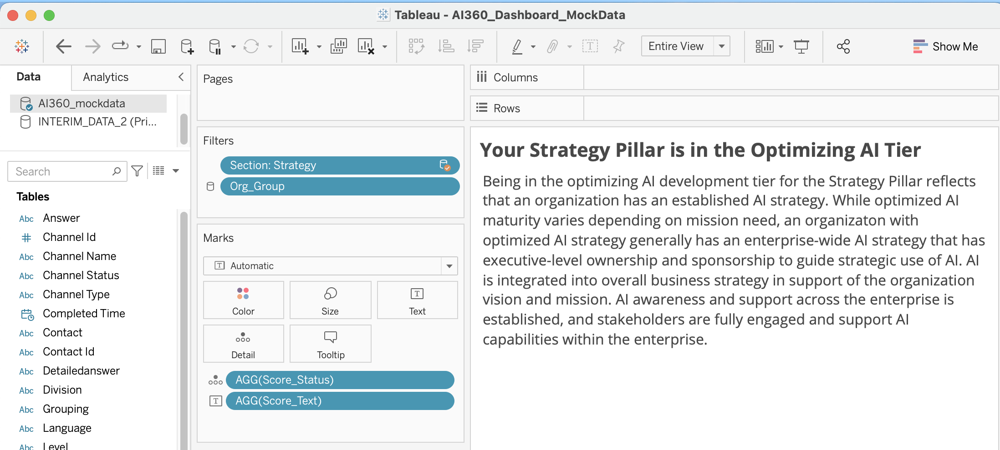 Tableau - AI360_Dashboard_MockData
Entire View
Show Me
Data
Analytics
AI360_mockdata
INTERIM_DATA_2 (Pri...
Search
Tables
Abc Answer
Channel Id
Abc Channel Name
Abc Channel Status
Abc Channel Type
Completed Time
Abc Contact
Abc Contact Id
Abc Detailedanswer
Abc Division
Abc Grouping
Abc Language
Abc Level
Pages
Filters
Section: Strategy
Org_Group
Marks
T Automatic
Color
Size
T
Text
Detail
Tooltip
AGG(Score_Status)
T AGG(Score_Text)
Columns
Rows
Your Strategy Pillar is in the Optimizing AI Tier
Being in the optimizing AI development tier for the Strategy Pillar reflects
that an organization has an established AI strategy. While optimized AI
maturity varies depending on mission need, an organizaton with
optimized AI strategy generally has an enterprise-wide AI strategy that has
executive-level ownership and sponsorship to guide strategic use of AI. AI
is integrated into overall business strategy in support of the organization
vision and mission. AI awareness and support across the enterprise is
established, and stakeholders are fully engaged and support AI
capabilities within the enterprise.